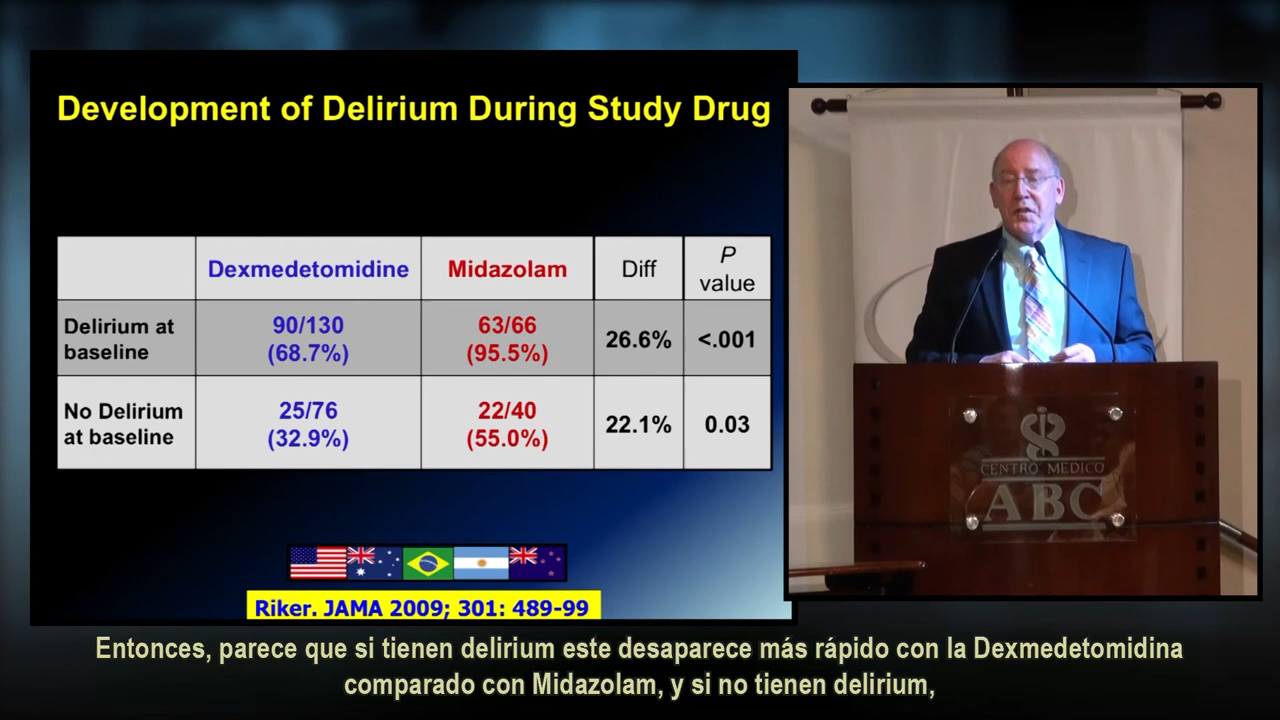 Development of Delirium During Study Drug
Dexmedetomidine Midazolam Diff P value
Delirium at baseline 90/130 (68.7%) 63/66 (95.5%) 26.6% <.001
No Delirium at baseline 25/76 (32.9%) 22/40 (55.0%) 22.1% 0.03
Riker. JAMA 2009; 301: 489-99
CENTRO MEDICO
ABC
Entonces, parece que si tienen delirium este desaparece más rápido con la Dexmedetomidina
comparado con Midazolam, y si no tienen delirium,